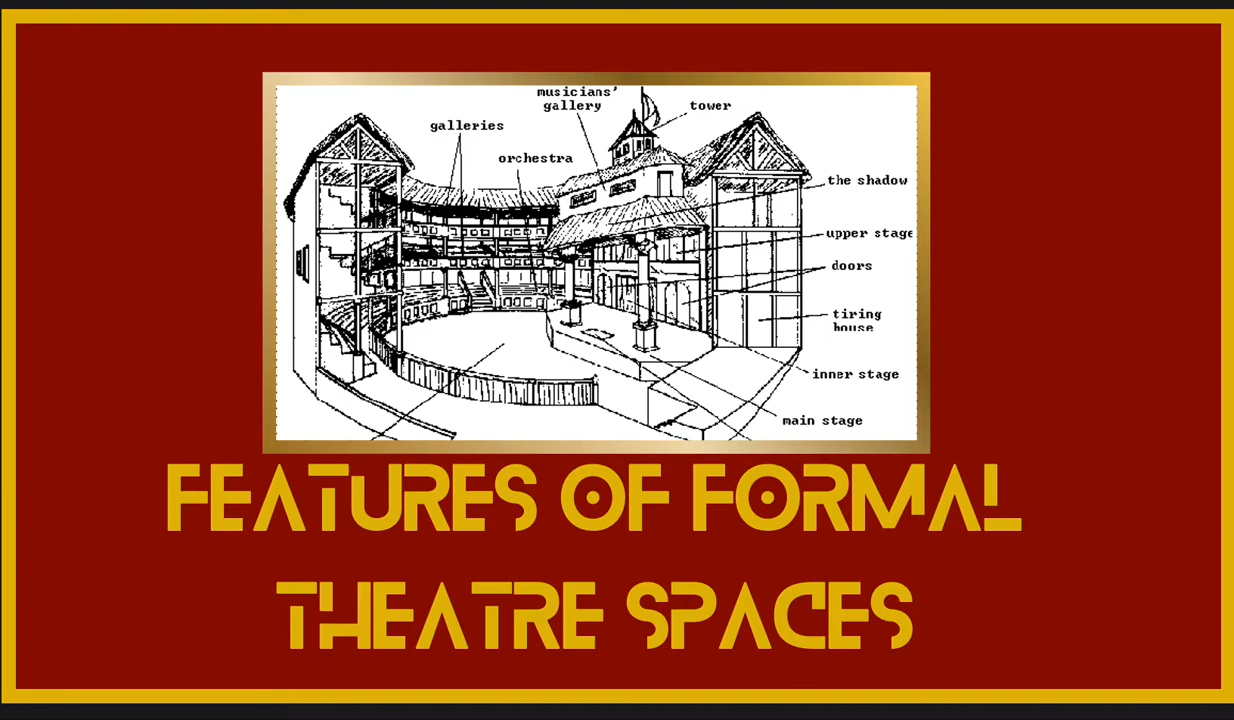 musicians'
gallery
tower
galleries
orchestra
the shadow
upper stage
doors
tiring
house
inner stage
main stage
FEATURES OF FORMAL
THEATRE SPACES